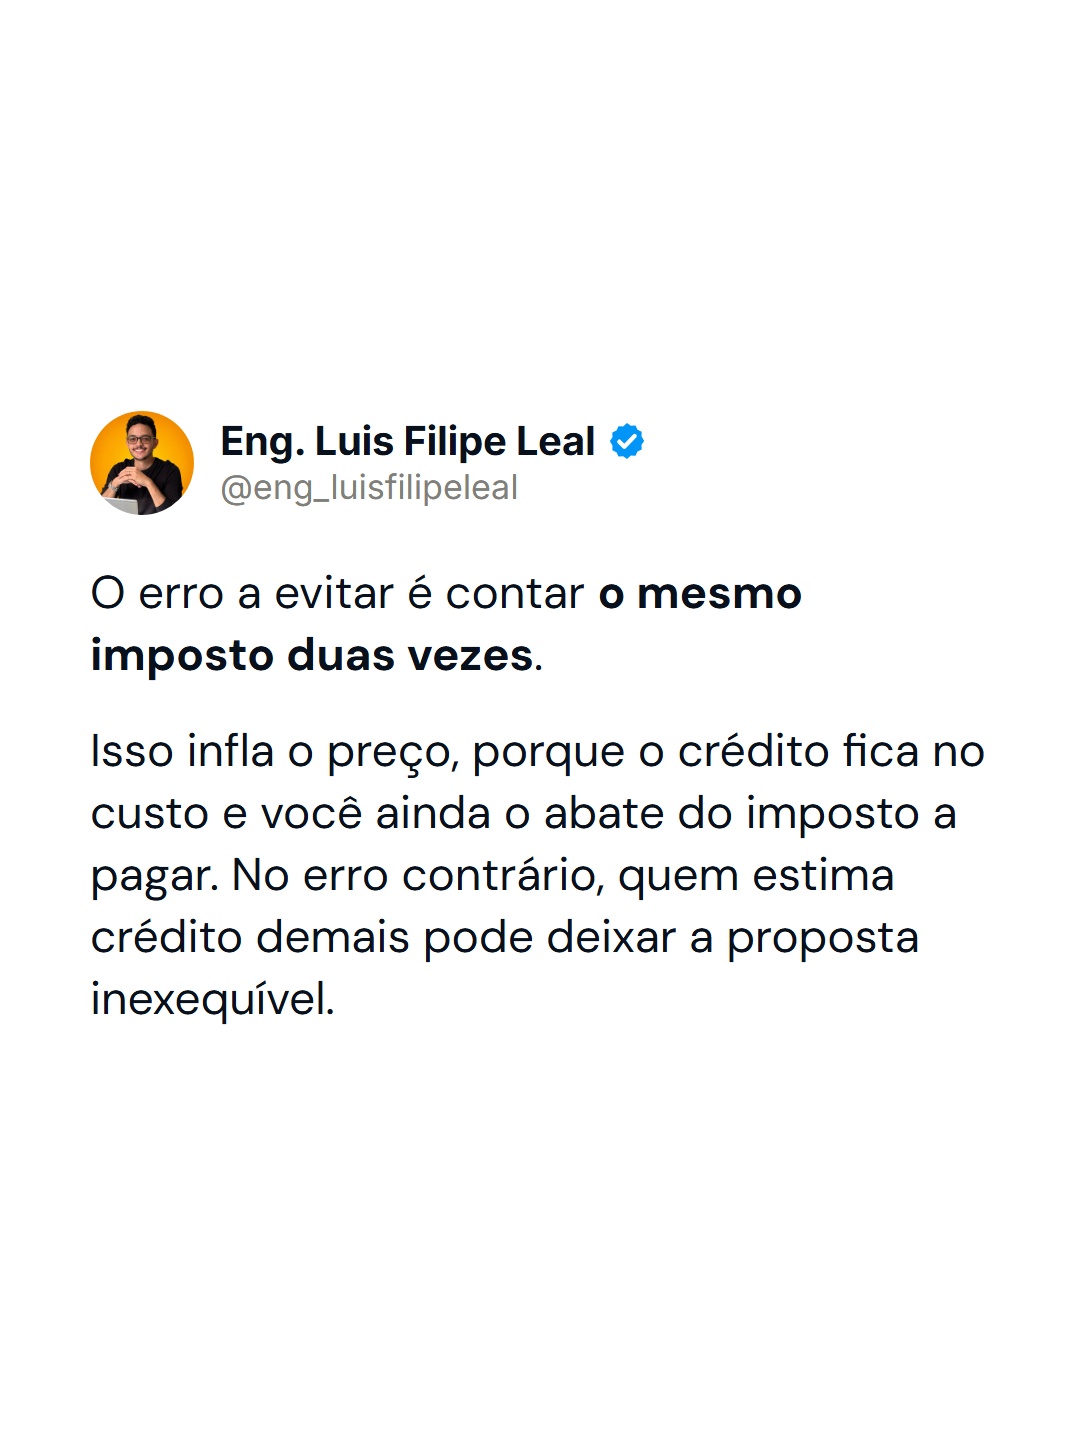 Eng. Luis Filipe Leal
@eng_luisfilipeleal
O erro a evitar é contar o mesmo
imposto duas vezes.
Isso infla o preço, porque o crédito fica no
custo e você ainda o abate do imposto a
pagar. No erro contrário, quem estima
crédito demais pode deixar a proposta
inexequível.